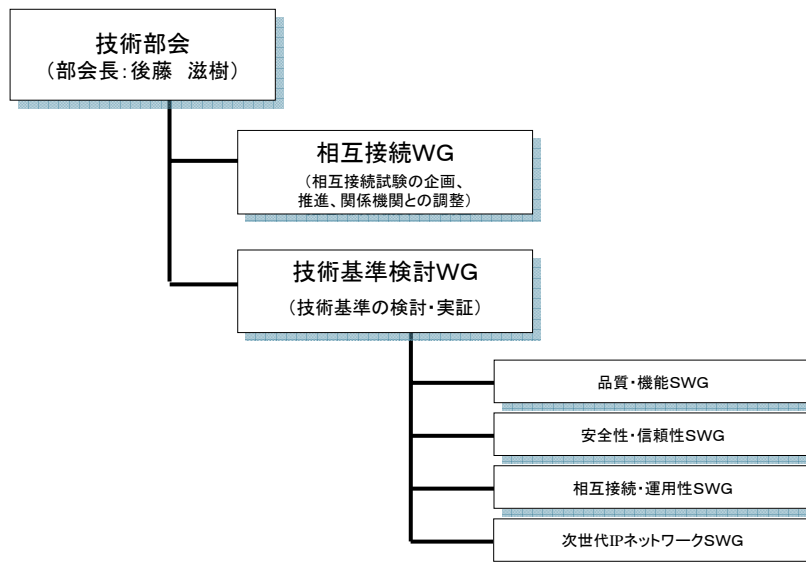 技術部会
(部会長:後藤　滋樹)
相互接続WG
(相互接続試験の企画、
推進、関係機関との調整)
技術基準検討WG
(技術基準の検討・実証)
品質・機能SWG
安全性・信頼性SWG
相互接続・運用性SWG
次世代IPネットワークSWG